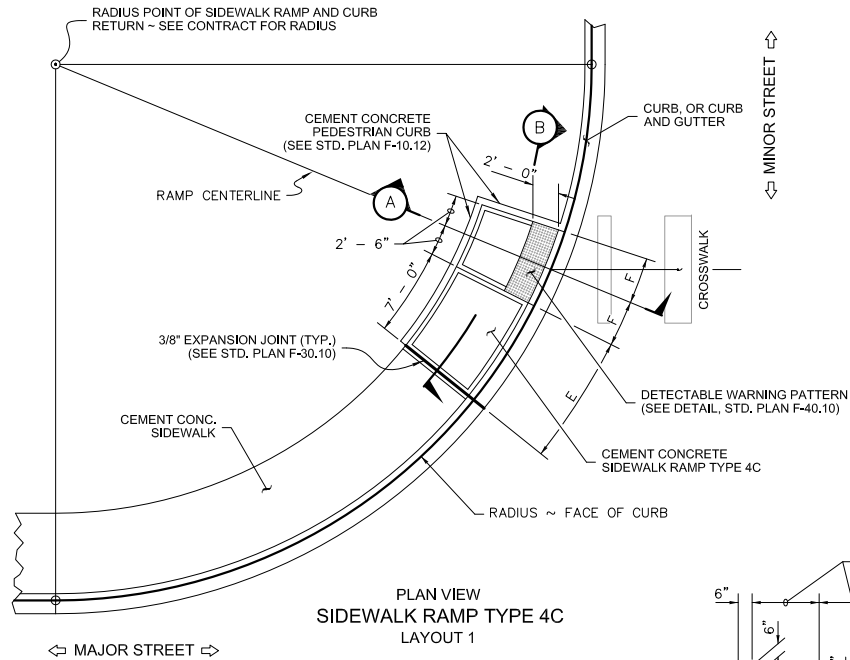 RADIUS POINT OF SIDEWALK RAMP AND CURB
RETURN ~ SEE CONTRACT FOR RADIUS
MINOR STREET
CEMENT CONCRETE
PEDESTRIAN CURB
(SEE STD. PLAN F-10.12)
B
CURB, OR CURB
AND GUTTER
2' - 0"
RAMP CENTERLINE
A
2' - 6"
7' - 0"
CROSSWALK
F
F
E
3/8" EXPANSION JOINT (TYP.)
(SEE STD. PLAN F-30.10)
DETECTABLE WARNING PATTERN
(SEE DETAIL, STD. PLAN F-40.10)
CEMENT CONC.
SIDEWALK
CEMENT CONCRETE
SIDEWALK RAMP TYPE 4C
RADIUS ~ FACE OF CURB
PLAN VIEW
SIDEWALK RAMP TYPE 4C
LAYOUT 1
MAJOR STREET
6"
6"